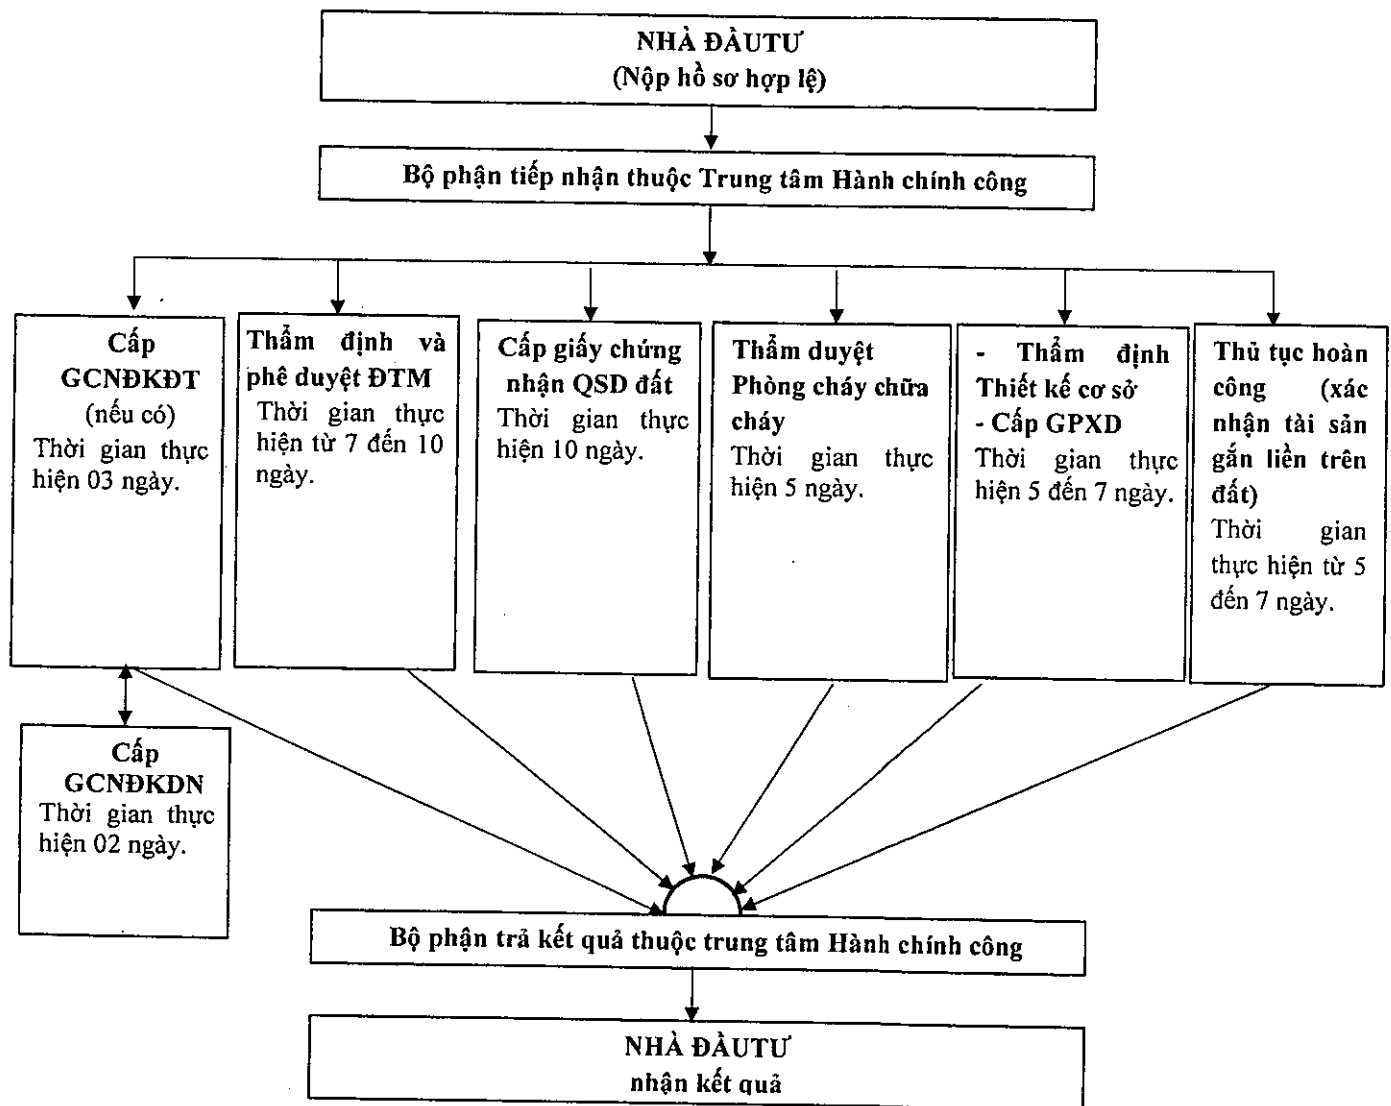 NHÀ ĐẦUTƯ
(Nộp hồ sơ hợp lệ)
Bộ phận tiếp nhận thuộc Trung tâm Hành chính công
Cấp
GCNĐKĐT
(nếu có)
Thời gian thực
hiện 03 ngày.
Thẩm định và
phê duyệt ĐTM
Thời gian thực
hiện từ 7 đến 10
ngày.
Cấp giấy chứng
nhận QSD đất
Thời gian thực
hiện 10 ngày.
Thẩm duyệt
Phòng cháy chữa
cháy
Thời gian thực
hiện 5 ngày.
- Thẩm định
Thiết kế cơ sở
- Cấp GPXD
Thời gian thực
hiện 5 đến 7 ngày.
Thủ tục hoàn
công (xác
nhận tài sản
gắn liền trên
đất)
Thời gian
thực hiện từ 5
đến 7 ngày.
Cấp
GCNĐKDN
Thời gian thực
hiện 02 ngày.
Bộ phận trả kết quả thuộc trung tâm Hành chính công
NHÀ ĐẦUTƯ
nhận kết quả